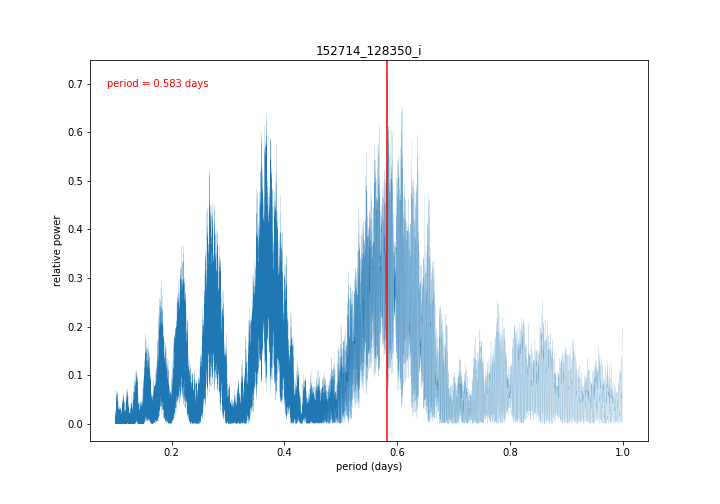 152714_128350_i
period = 0.583 days
relative power
0.7
0.6
0.5
0.4
0.3
0.2
0.1
0.0
0.2 0.4 0.6 0.8 1.0
period (days)